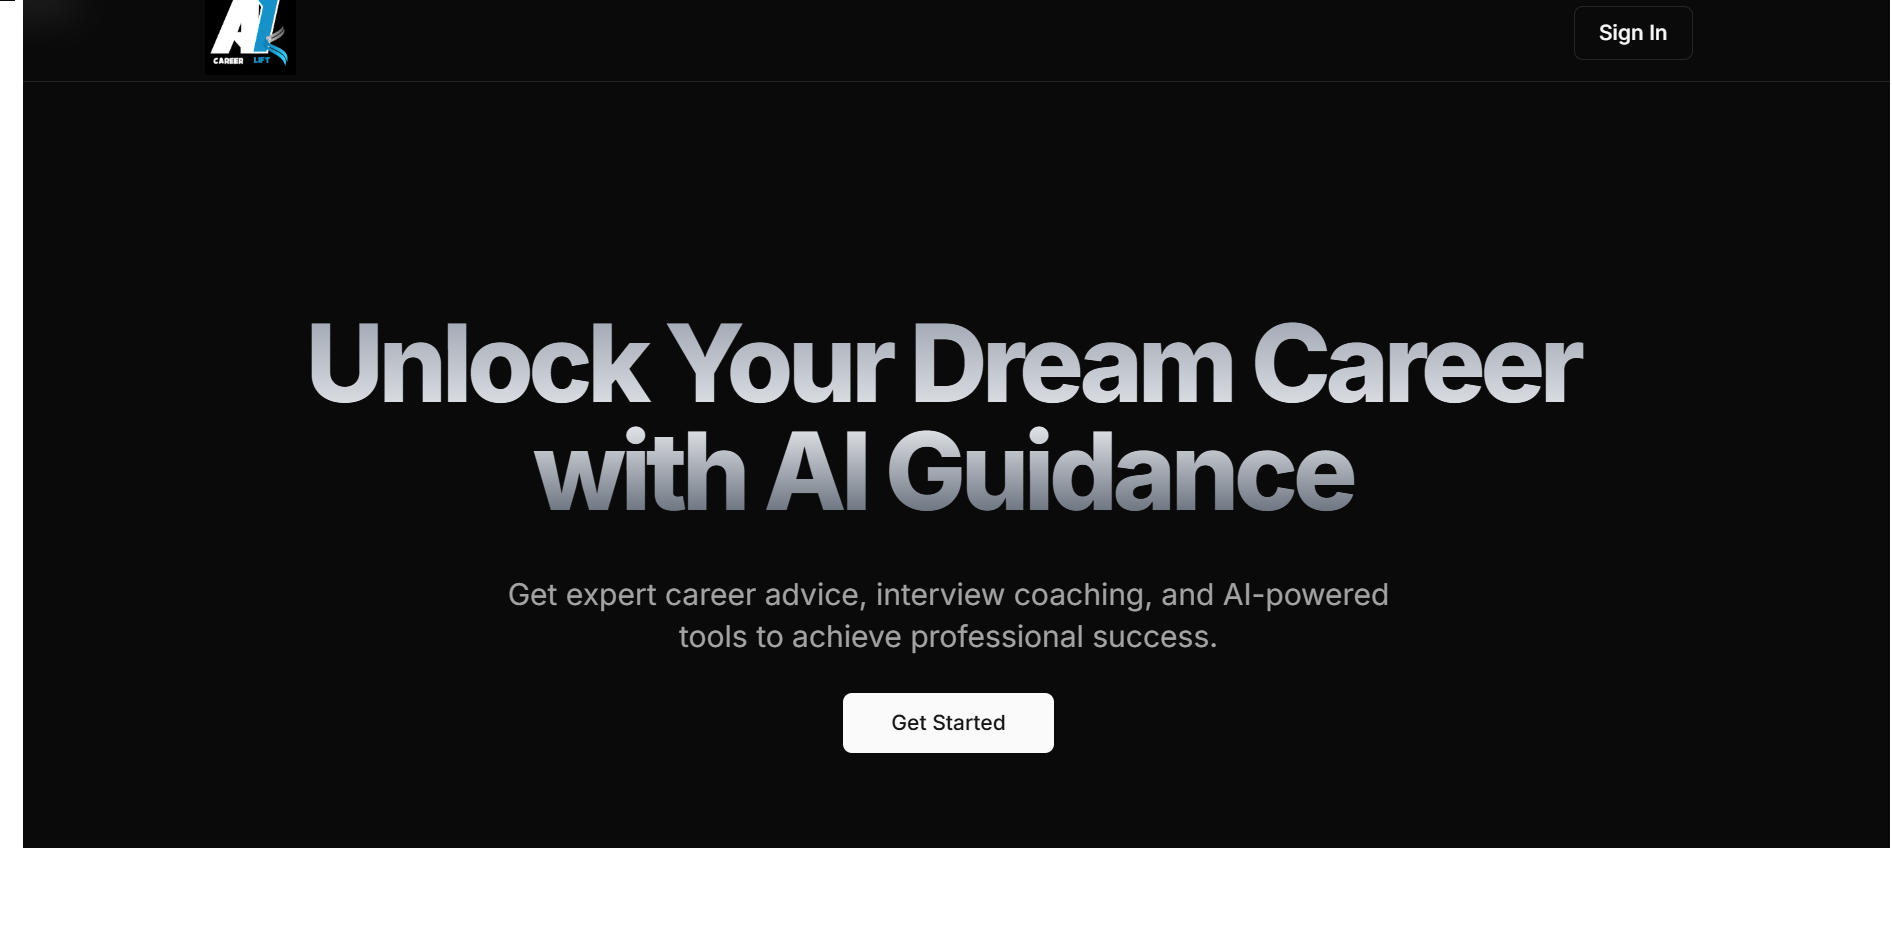 AI
CAREER LIFT
Sign In
Unlock Your Dream Career
with AI Guidance
Get expert career advice, interview coaching, and AI-powered
tools to achieve professional success.
Get Started